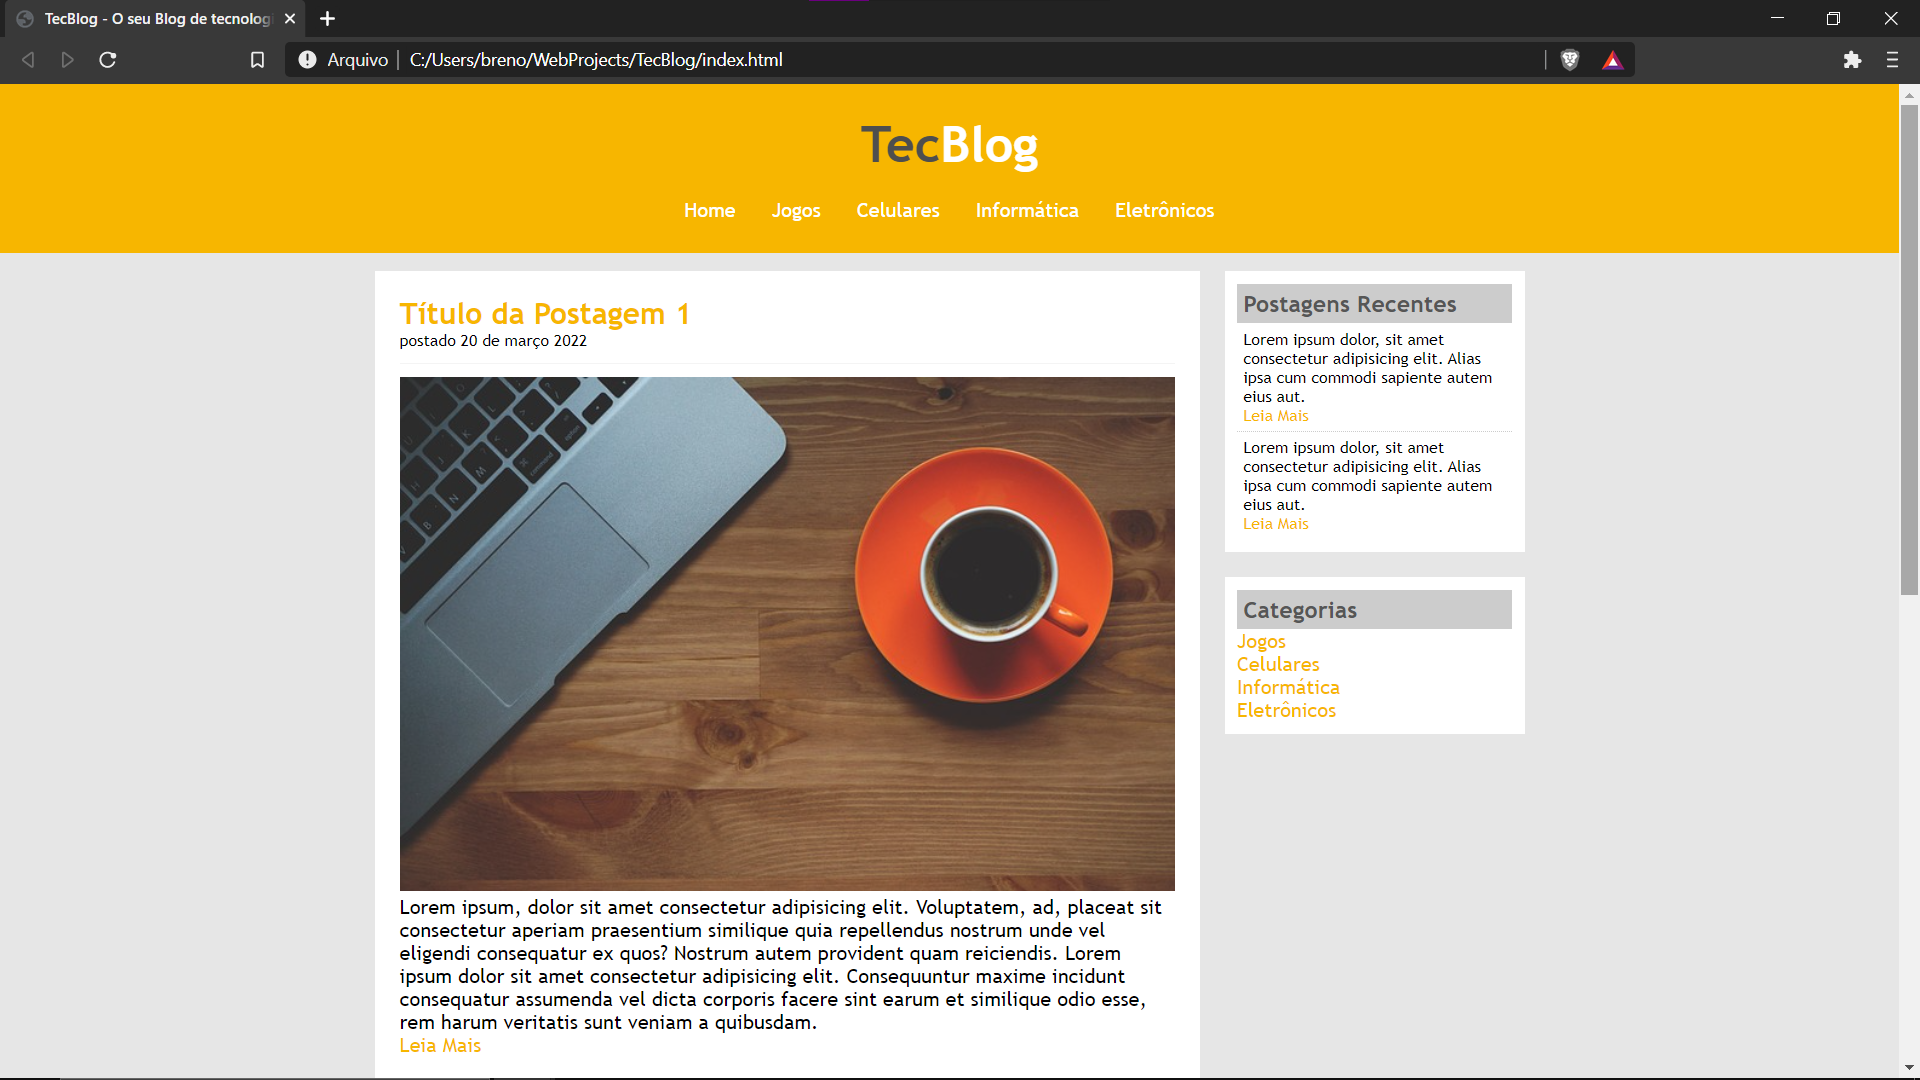 TecBlog - O seu Blog de tecnologi
Arquivo | C:/Users/breno/WebProjects/TecBlog/index.html
TecBlog
Home Jogos Celulares Informática Eletrônicos
Título da Postagem 1
postado 20 de março 2022
Lorem ipsum, dolor sit amet consectetur adipisicing elit. Voluptatem, ad, placeat sit
consectetur aperiam praesentium similique quia repellendus nostrum unde vel
eligendi consequatur ex quos? Nostrum autem provident quam reiciendis. Lorem
ipsum dolor sit amet consectetur adipisicing elit. Consequuntur maxime incidunt
consequatur assumenda vel dicta corporis facere sint earum et similique odio esse,
rem harum veritatis sunt veniam a quibusdam.
Leia Mais
Postagens Recentes
Lorem ipsum dolor, sit amet
consectetur adipisicing elit. Alias
ipsa cum commodi sapiente autem
eius aut.
Leia Mais
Lorem ipsum dolor, sit amet
consectetur adipisicing elit. Alias
ipsa cum commodi sapiente autem
eius aut.
Leia Mais
Categorias
Jogos
Celulares
Informática
Eletrônicos